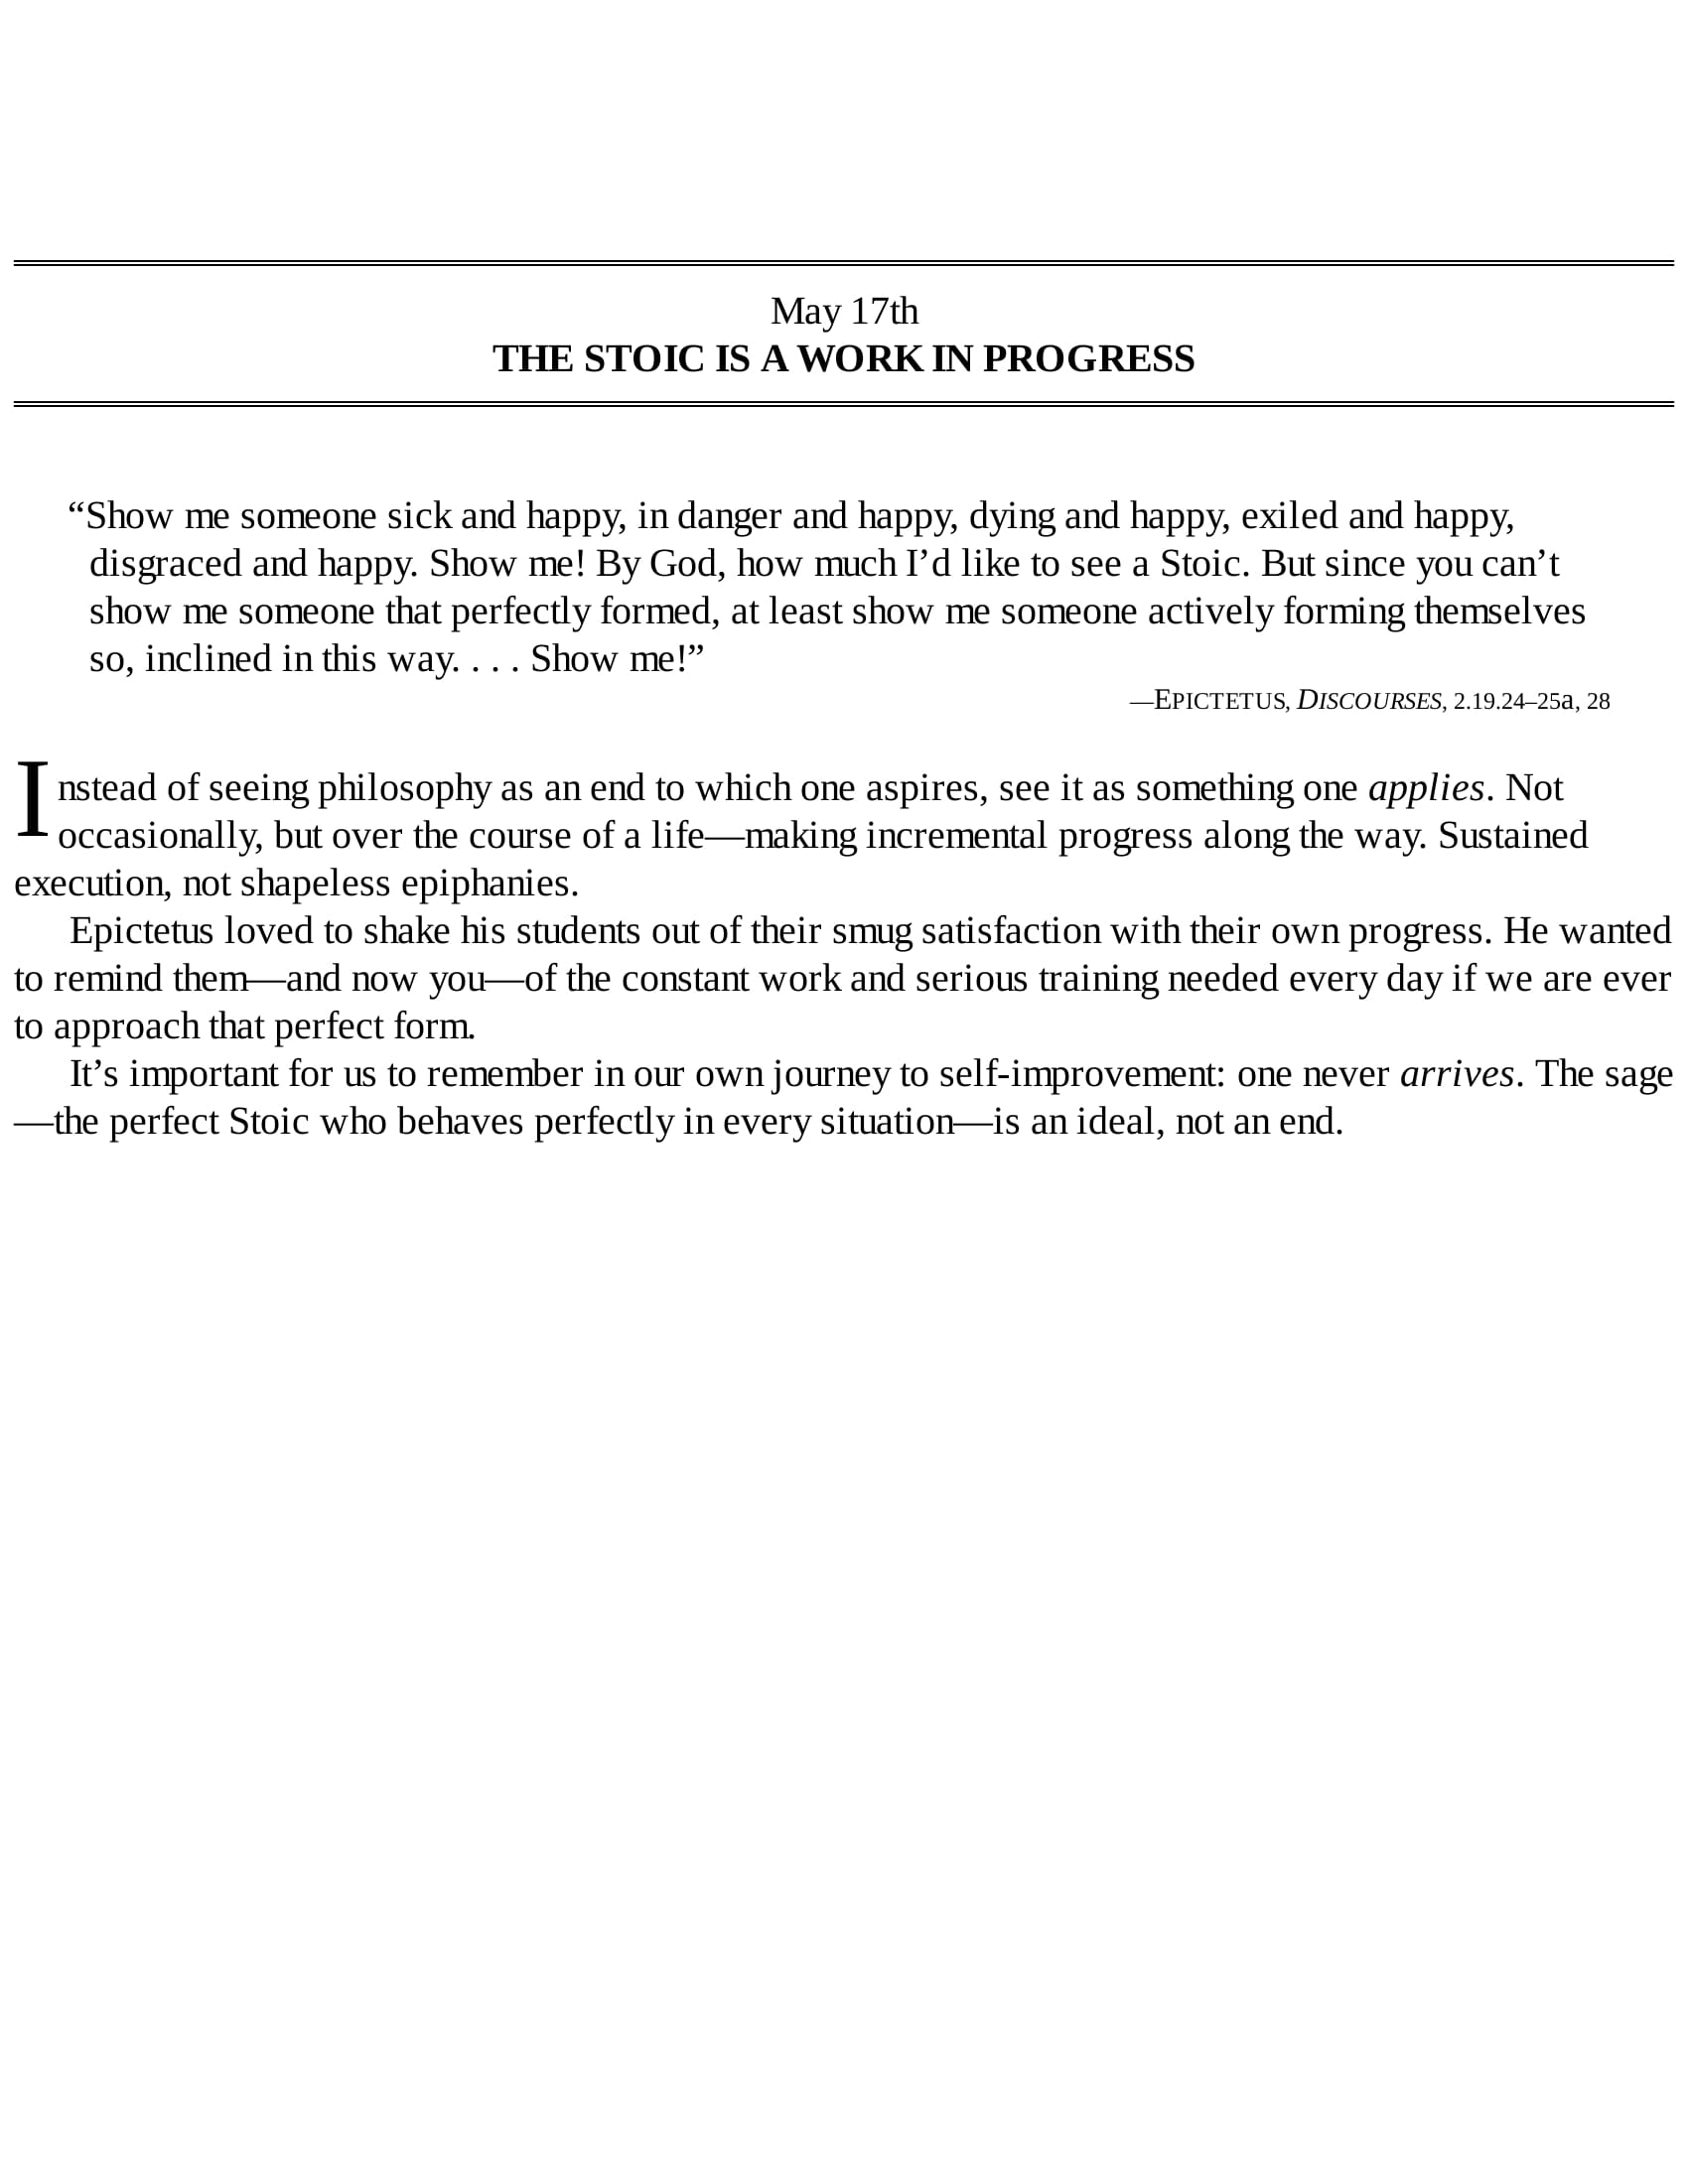 May 17th
THE STOIC IS A WORK IN PROGRESS
“Show me someone sick and happy, in danger and happy, dying and happy, exiled and happy,
disgraced and happy. Show me! By God, how much I’d like to see a Stoic. But since you can’t
show me someone that perfectly formed, at least show me someone actively forming themselves
so, inclined in this way. . . . Show me!”
—EPICTETUS, DISCOURSES, 2.19.24–25a, 28
Instead of seeing philosophy as an end to which one aspires, see it as something one applies. Not
occasionally, but over the course of a life—making incremental progress along the way. Sustained
execution, not shapeless epiphanies.
Epictetus loved to shake his students out of their smug satisfaction with their own progress. He wanted
to remind them—and now you—of the constant work and serious training needed every day if we are ever
to approach that perfect form.
It’s important for us to remember in our own journey to self-improvement: one never arrives. The sage
—the perfect Stoic who behaves perfectly in every situation—is an ideal, not an end.